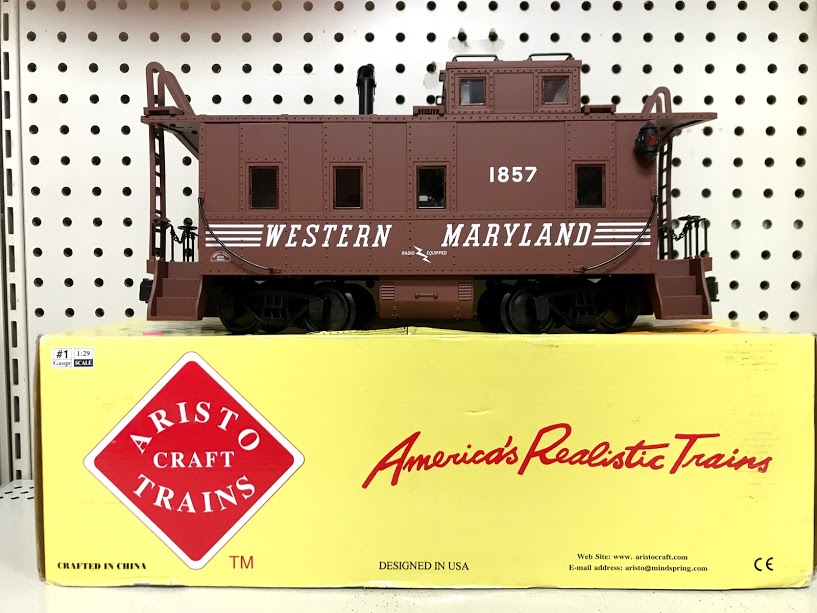 1857
WESTERN MARYLAND
RADIO EQUIPPED
#1 Gauge
1:29 SCALE
ARISTO
CRAFT
TRAINS
TM
America's Realistic Trains
CRAFTED IN CHINA
DESIGNED IN USA
Web Site: www. aristocraft.com
E-mail address: aristo@mindspring.com
CE